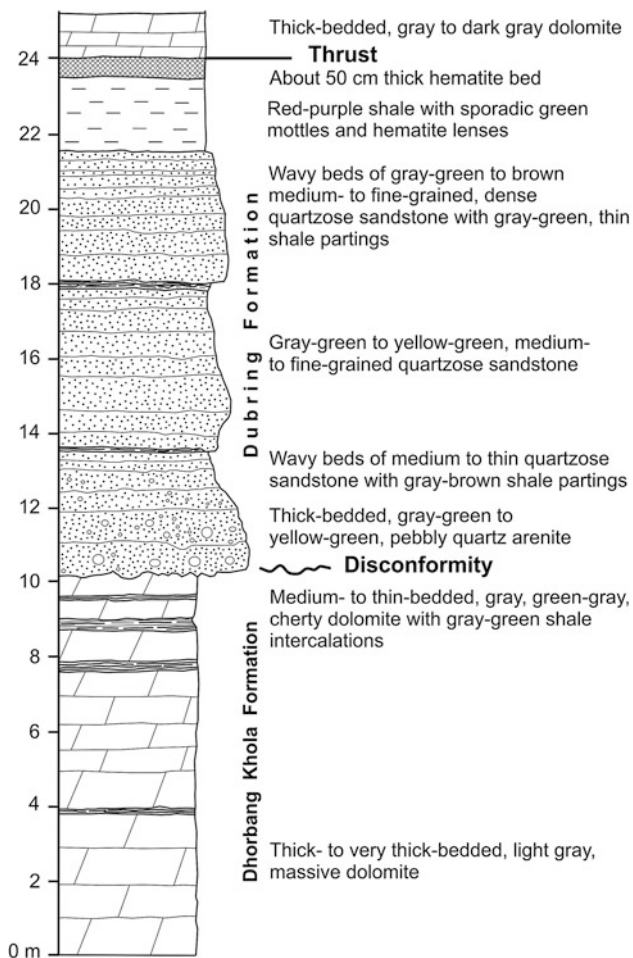 Thick-bedded, gray to dark gray dolomite
24
Thrust
About 50 cm thick hematite bed
Red-purple shale with sporadic green
mottles and hematite lenses
22
Wavy beds of gray-green to brown
medium- to fine-grained, dense
quartzose sandstone with gray-green, thin
shale partings
20
18
Dubring Formation
Gray-green to yellow-green, medium-
to fine-grained quartzose sandstone
16
14
Wavy beds of medium to thin quartzose
sandstone with gray-brown shale partings
12
Thick-bedded, gray-green to
yellow-green, pebbly quartz arenite
Disconformity
10
Medium- to thin-bedded, gray, green-gray,
cherty dolomite with gray-green shale
intercalations
8
Dhorbang Khola Formation
6
4
Thick- to very thick-bedded, light gray,
massive dolomite
2
0 m